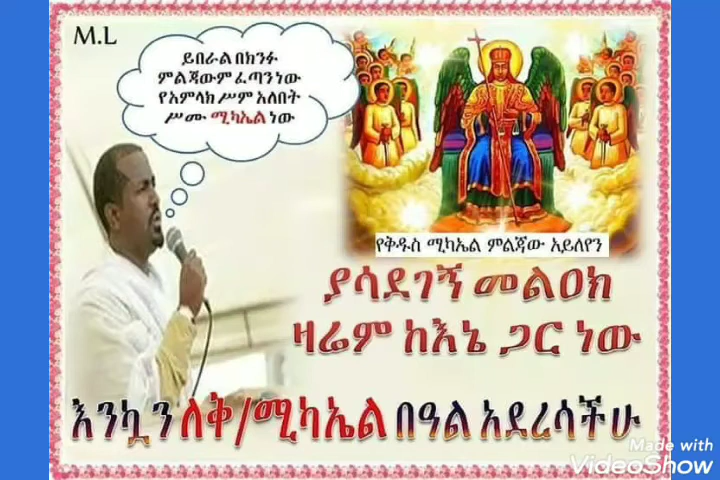 M.L
ይበራል በክንፉ
ምልጃውም ፈጣን ነው
የአምላክ ሥም አለበት
ሥሙ ሚካኤል ነው
የቅዱስ ሚካኤል ምልጃው አይለየን
ያሳደገኝ መልዐክ
ዛሬም ከእኔ ጋር ነው
እንኳን ለቅ/ሚካኤል በዓል አደረሳችሁ
Made with
VideoShow